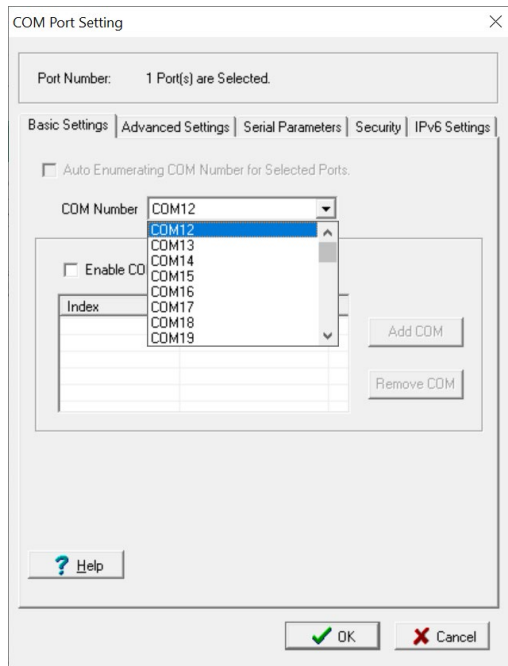 COM Port Setting
Port Number: 1 Port(s) are Selected.
Basic Settings Advanced Settings Serial Parameters Security IPv6 Settings
Auto Enumerating COM Number for Selected Ports.
COM Number COM12
COM12
COM13
COM14
COM15
COM16
COM17
COM18
COM19
Enable CO
Index
Add COM
Remove COM
? Help
OK Cancel